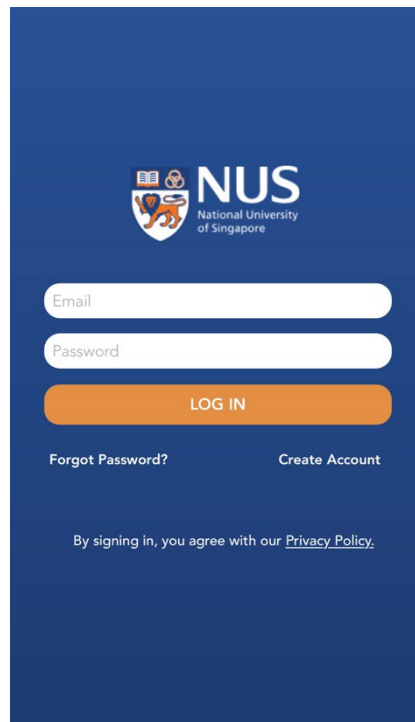 NUS
National University
of Singapore
Email
Password
LOG IN
Forgot Password? Create Account
By signing in, you agree with our Privacy Policy.